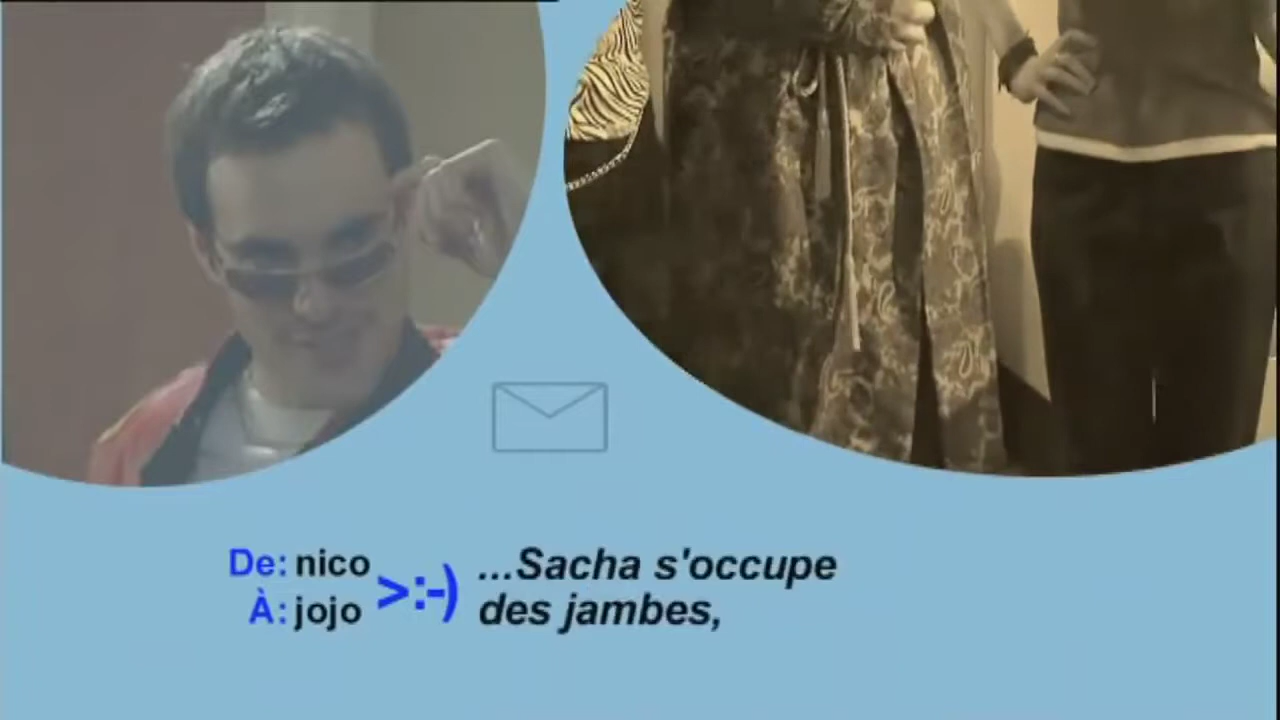 De: nico
À: jojo
>:-)
...Sacha s'occupe
des jambes,